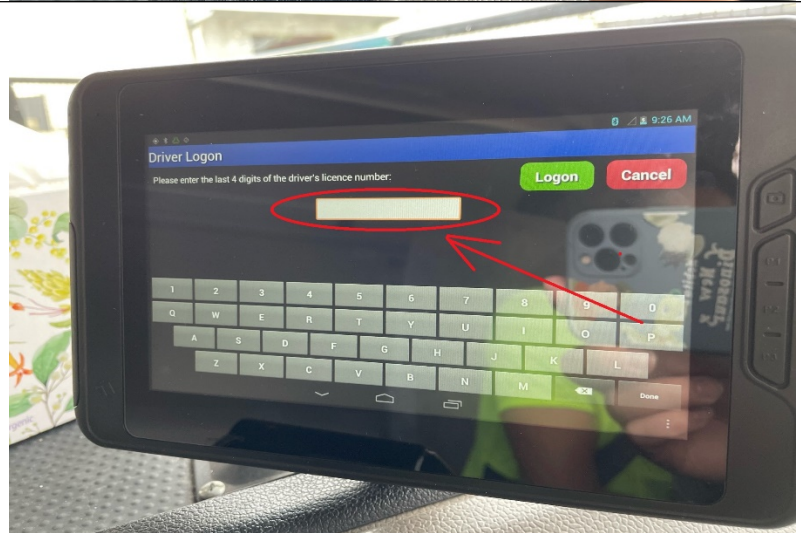 9:26 AM
Driver Logon
Please enter the last 4 digits of the driver's licence number:
Logon Cancel
1 2 3 4 5 6 7 8 9 0
Q W E R T Y U I O P
A S D F G H J K L
Z X C V B N M
Done